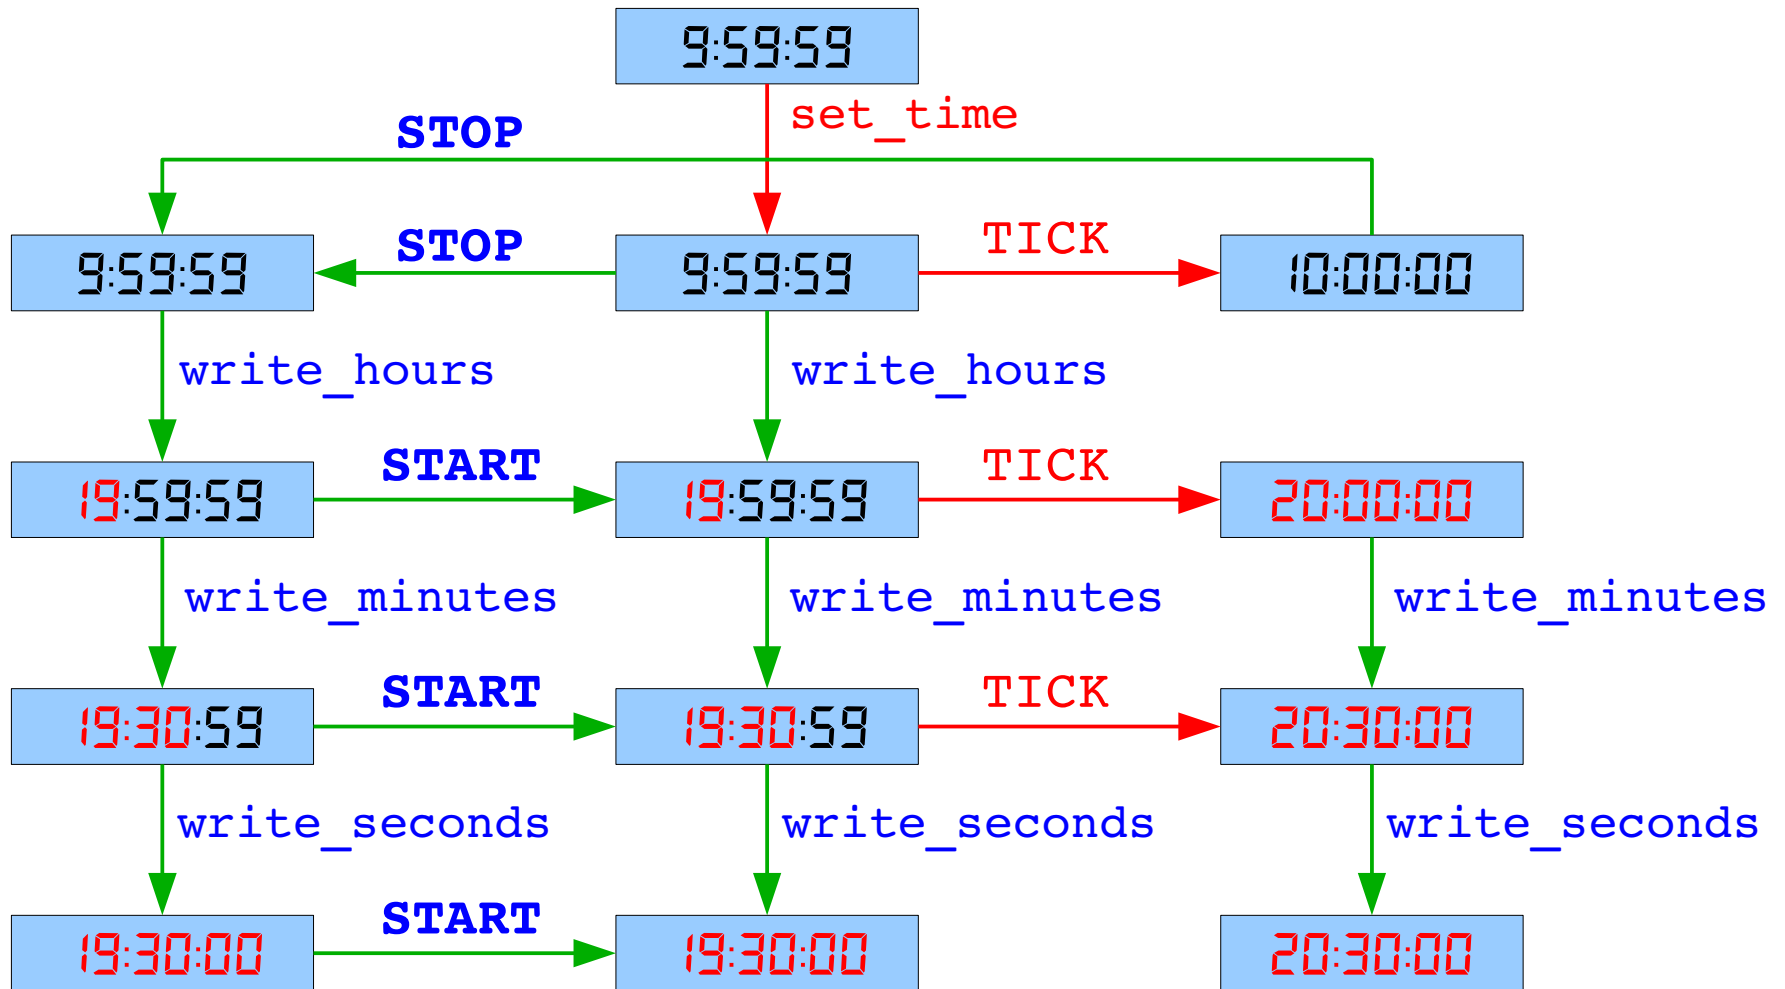 9:59:59
set_time
STOP
9:59:59 STOP 9:59:59 TICK 10:00:00
write_hours write_hours
19:59:59 START 19:59:59 TICK 20:00:00
write_minutes write_minutes write_minutes
19:30:59 START 19:30:59 TICK 20:30:00
write_seconds write_seconds write_seconds
19:30:00 START 19:30:00 20:30:00